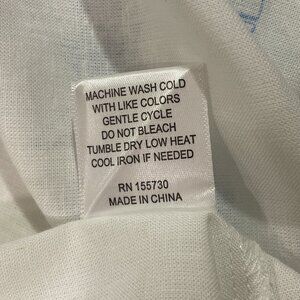 MACHINE WASH COLD
WITH LIKE COLORS
GENTLE CYCLE
DO NOT BLEACH
TUMBLE DRY LOW HEAT
COOL IRON IF NEEDED
RN 155730
MADE IN CHINA